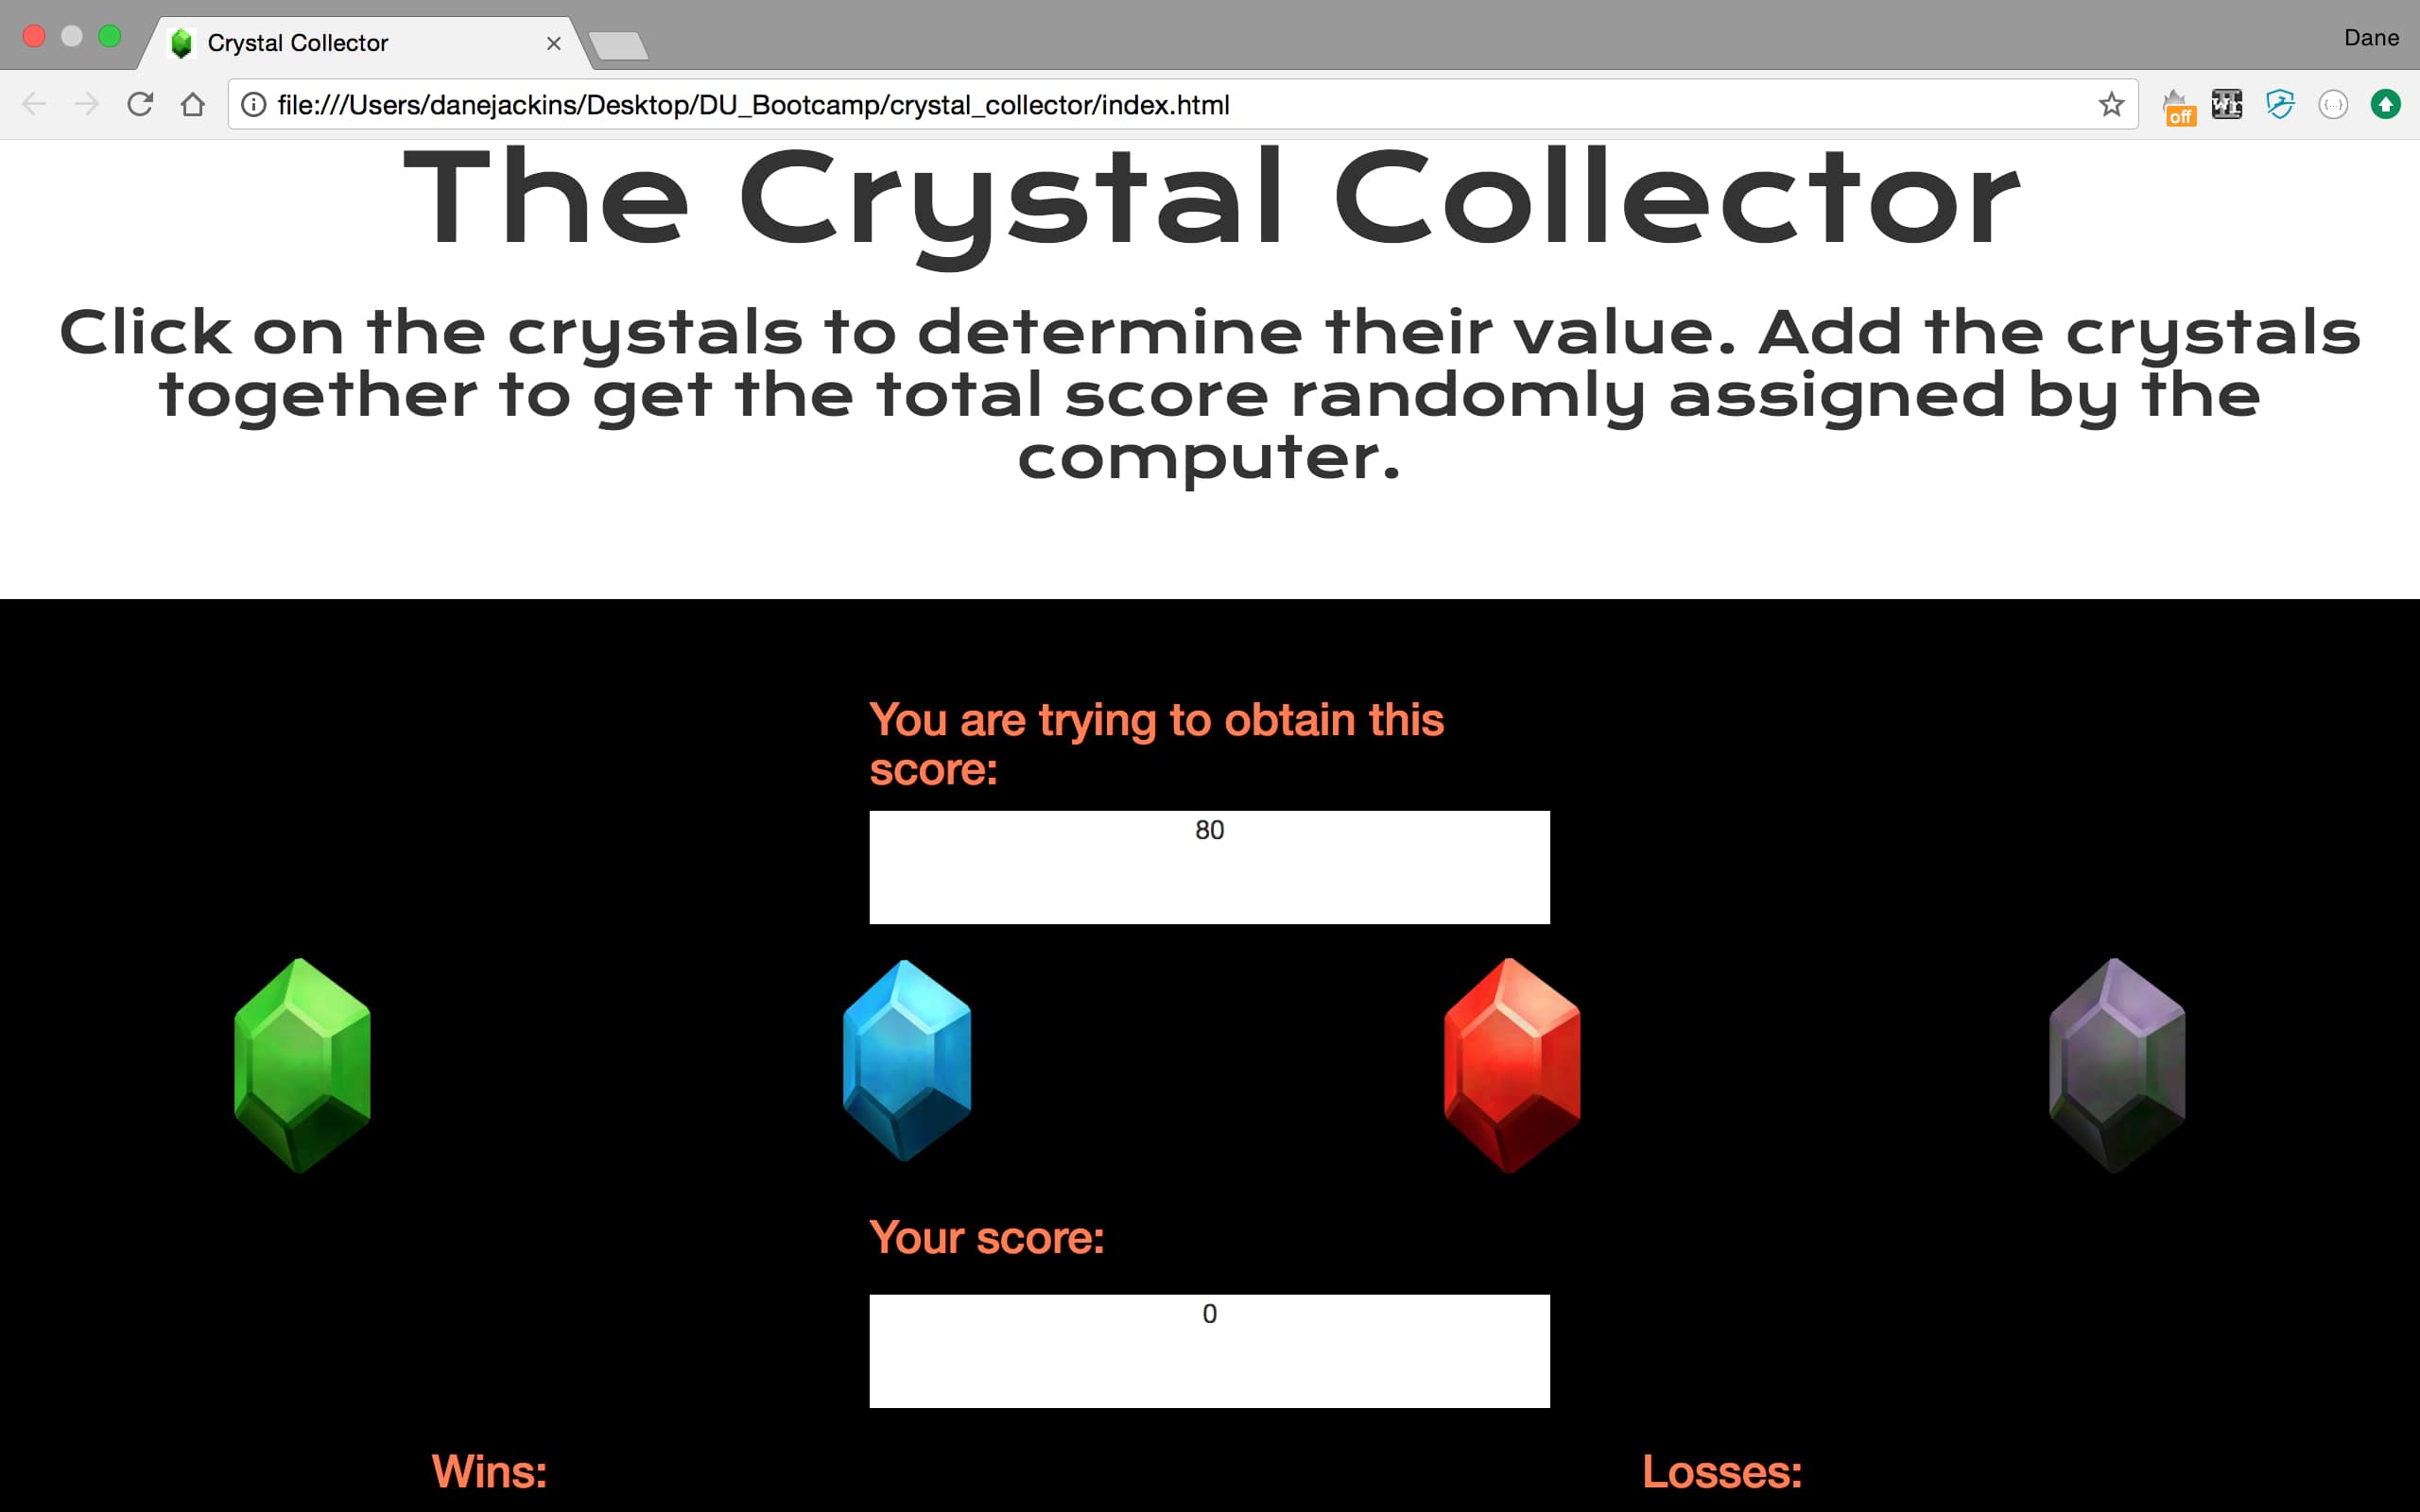 Crystal Collector
Dane
file:///Users/danejackins/Desktop/DU_Bootcamp/crystal_collector/index.html
off
The Crystal Collector
Click on the crystals to determine their value. Add the crystals
together to get the total score randomly assigned by the
computer.
You are trying to obtain this
score:
80
Your score:
0
Wins:
Losses: